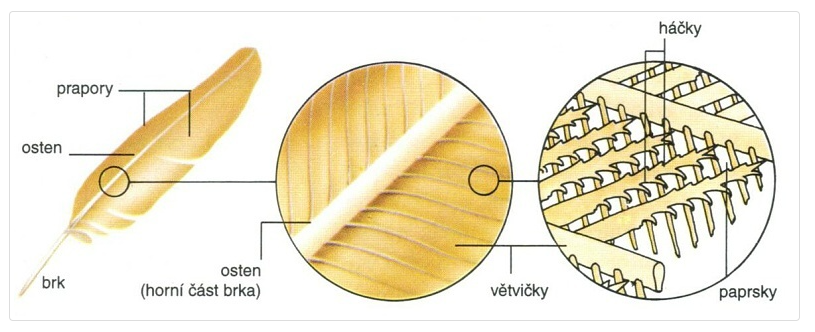 háčky
prapory
osten
brk
osten
(horní část brka)
větvičky
paprsky